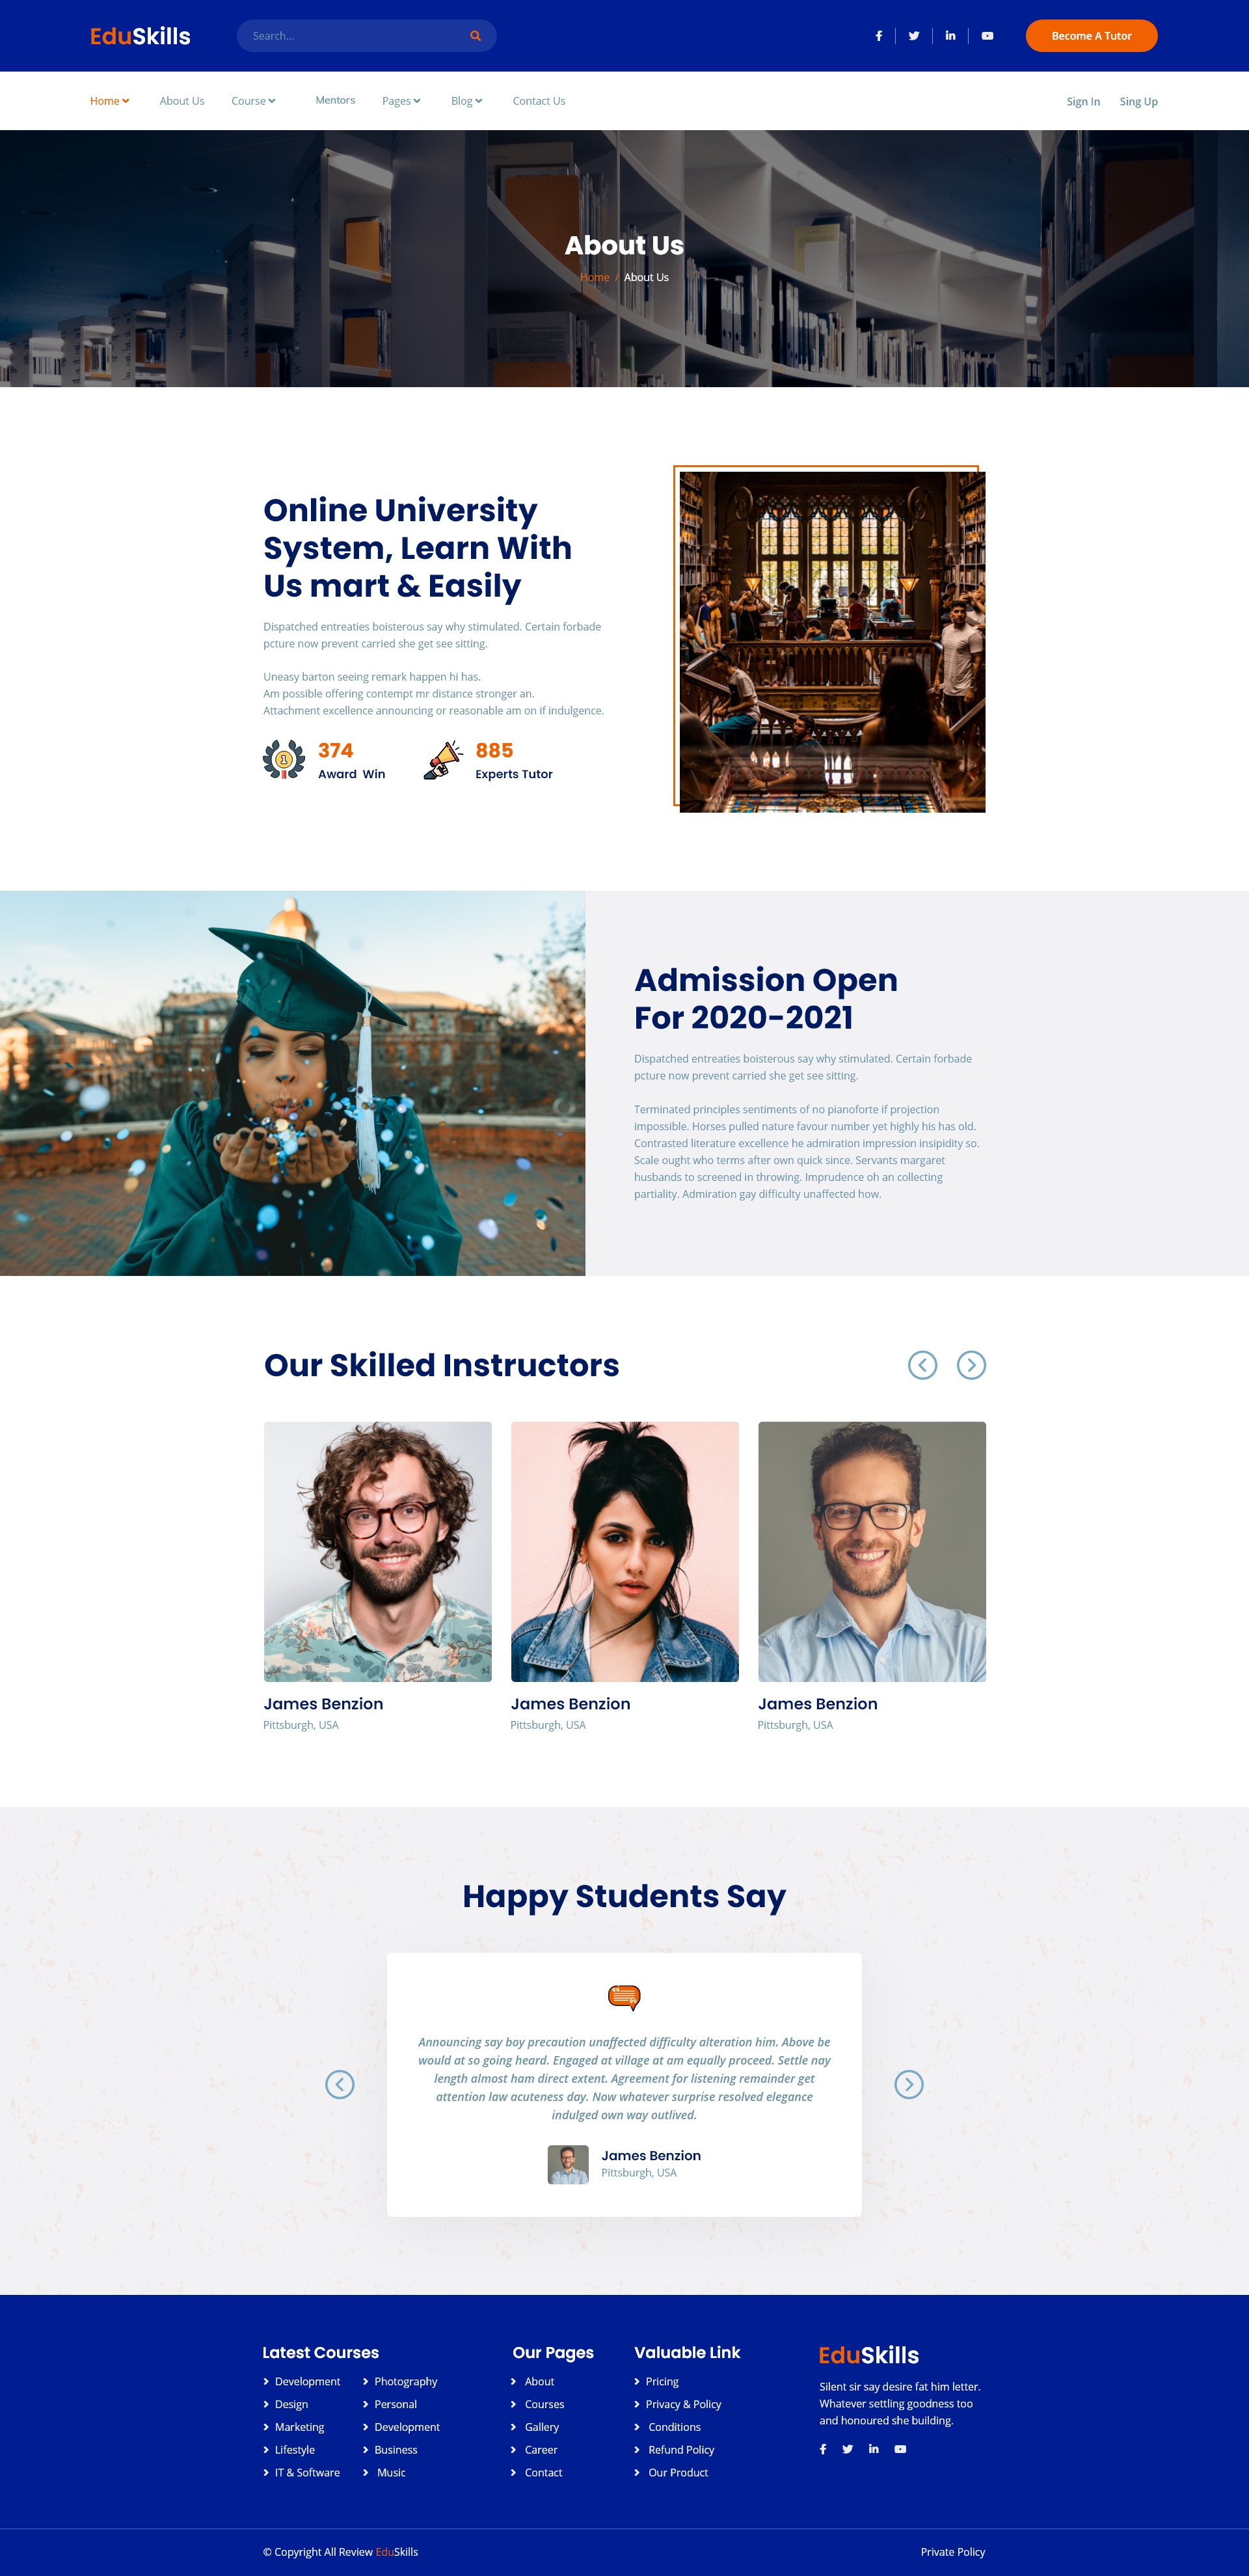 EduSkills
Search...
Become A Tutor
Home
About Us
Course
Mentors
Pages
Blog
Contact Us
Sign In
Sing Up
About Us
Home / About Us
Online University
System, Learn With
Us mart & Easily
Dispatched entreaties boisterous say why stimulated. Certain forbade
pcture now prevent carried she get see sitting.
Uneasy barton seeing remark happen hi has.
Am possible offering contempt mr distance stronger an.
Attachment excellence announcing or reasonable am on if indulgence.
1
374
Award Win
885
Experts Tutor
Admission Open
For 2020-2021
Dispatched entreaties boisterous say why stimulated. Certain forbade
pcture now prevent carried she get see sitting.
Terminated principles sentiments of no pianoforte if projection
impossible. Horses pulled nature favour number yet highly his has old.
Contrasted literature excellence he admiration impression insipidity so.
Scale ought who terms after own quick since. Servants margaret
husbands to screened in throwing. Imprudence oh an collecting
partiality. Admiration gay difficulty unaffected how.
Our Skilled Instructors
James Benzion
Pittsburgh, USA
James Benzion
Pittsburgh, USA
James Benzion
Pittsburgh, USA
Happy Students Say
Announcing say boy precaution unaffected difficulty alteration him. Above be
would at so going heard. Engaged at village at am equally proceed. Settle nay
length almost ham direct extent. Agreement for listening remainder get
attention law acuteness day. Now whatever surprise resolved elegance
indulged own way outlived.
James Benzion
Pittsburgh, USA
Latest Courses
Development
Design
Marketing
Lifestyle
IT & Software
Photography
Personal
Development
Business
Music
Our Pages
About
Courses
Gallery
Career
Contact
Valuable Link
Pricing
Privacy & Policy
Conditions
Refund Policy
Our Product
EduSkills
Silent sir say desire fat him letter.
Whatever settling goodness too
and honoured she building.
© Copyright All Review EduSkills
Private Policy